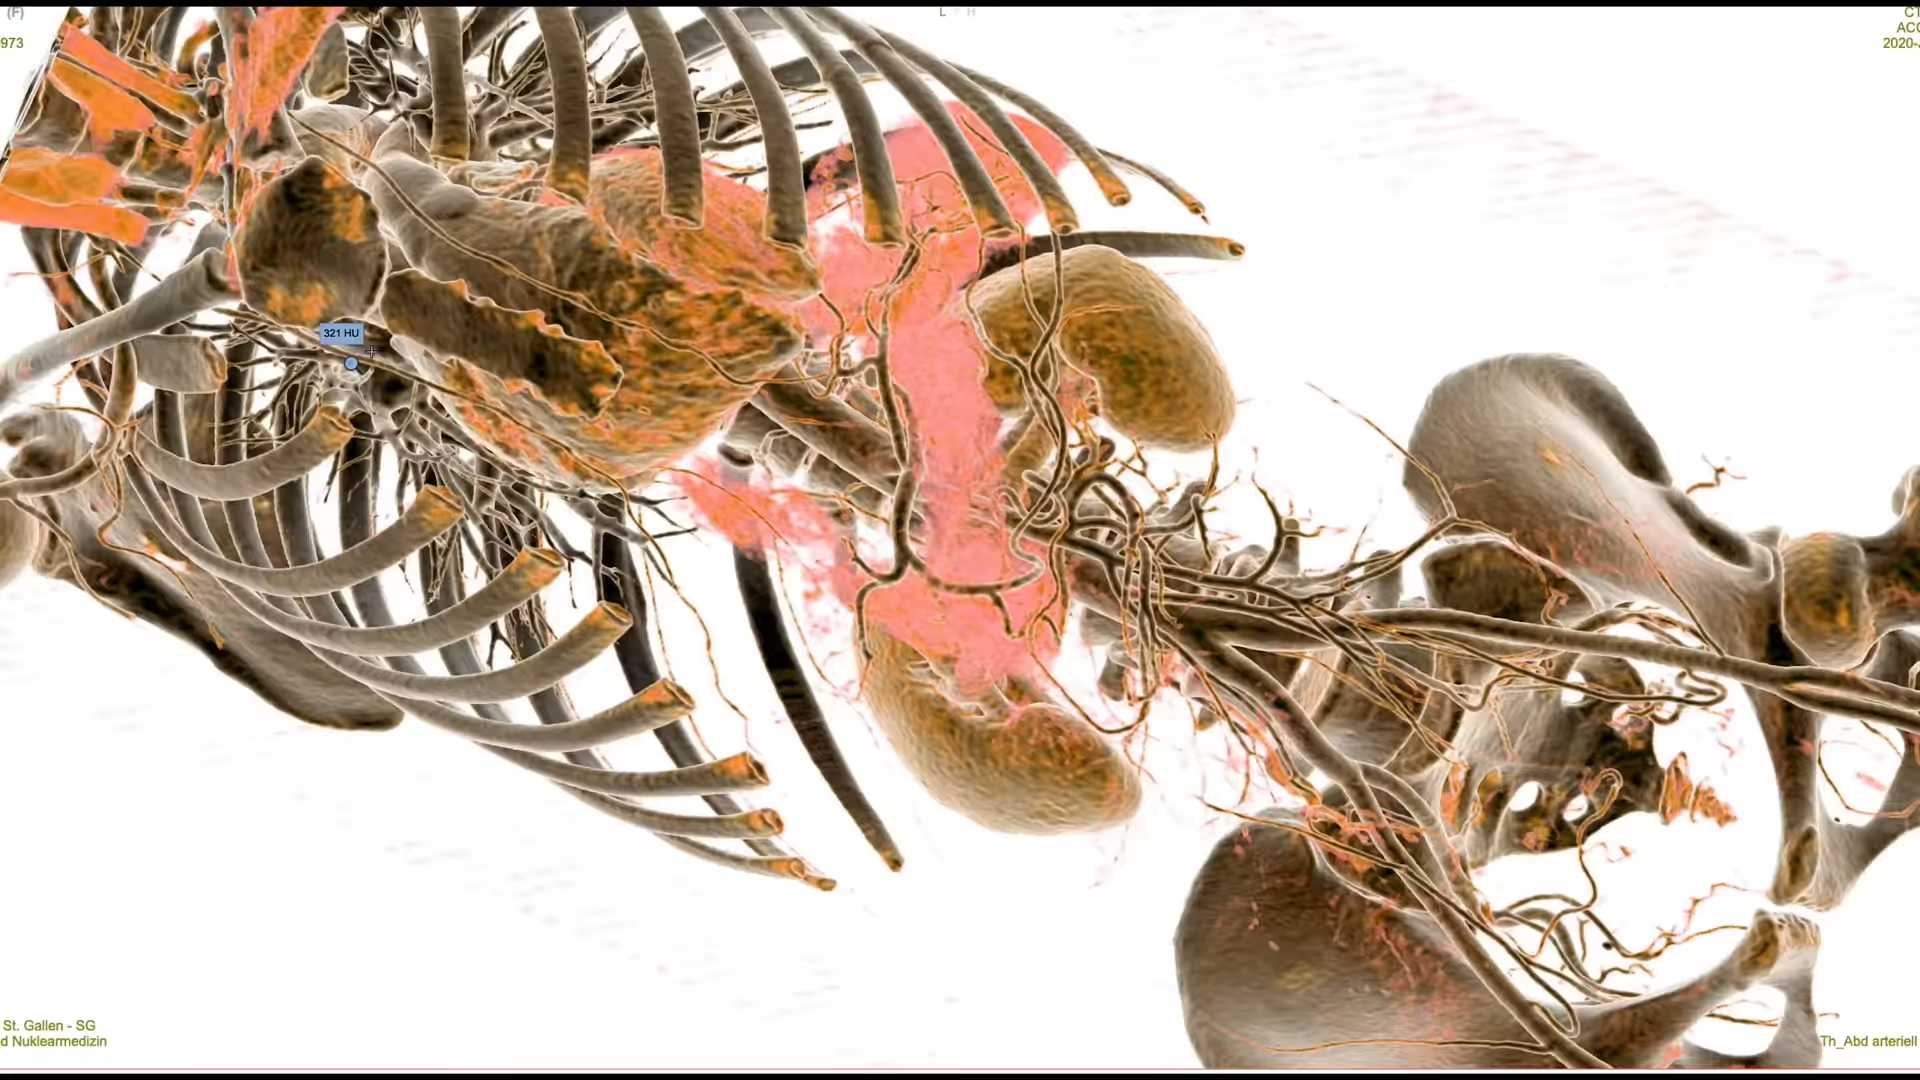 (F)
L F H
CT
973
ACC
2020-
321 HU
St. Gallen - SG
d Nuklearmedizin
Th_Abd arteriell